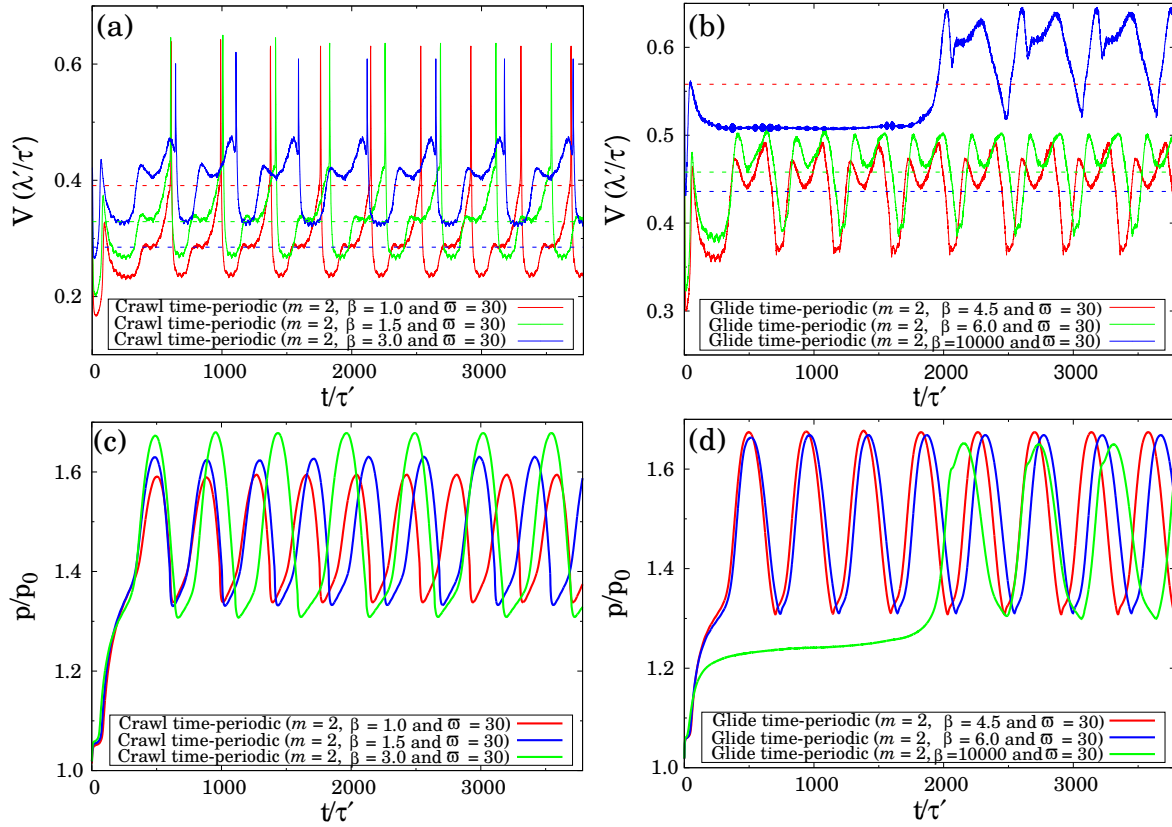 (a)
V (λ′/τ′)
0.6
0.4
0.2
Crawl time-periodic (m = 2, β = 1.0 and ϖ = 30)
Crawl time-periodic (m = 2, β = 1.5 and ϖ = 30)
Crawl time-periodic (m = 2, β = 3.0 and ϖ = 30)
0 1000 2000 3000
t/τ′
(b)
V (λ′/τ′)
0.6
0.5
0.4
0.3
Glide time-periodic (m = 2, β = 4.5 and ϖ = 30)
Glide time-periodic (m = 2, β = 6.0 and ϖ = 30)
Glide time-periodic (m = 2, β=10000 and ϖ = 30)
0 1000 2000 3000
t/τ′
(c)
p/p₀
1.6
1.4
1.2
1.0
Crawl time-periodic (m = 2, β = 1.0 and ϖ = 30)
Crawl time-periodic (m = 2, β = 1.5 and ϖ = 30)
Crawl time-periodic (m = 2, β = 3.0 and ϖ = 30)
0 1000 2000 3000
t/τ′
(d)
p/p₀
1.6
1.4
1.2
1.0
Glide time-periodic (m = 2, β = 4.5 and ϖ = 30)
Glide time-periodic (m = 2, β = 6.0 and ϖ = 30)
Glide time-periodic (m = 2, β=10000 and ϖ = 30)
0 1000 2000 3000
t/τ′